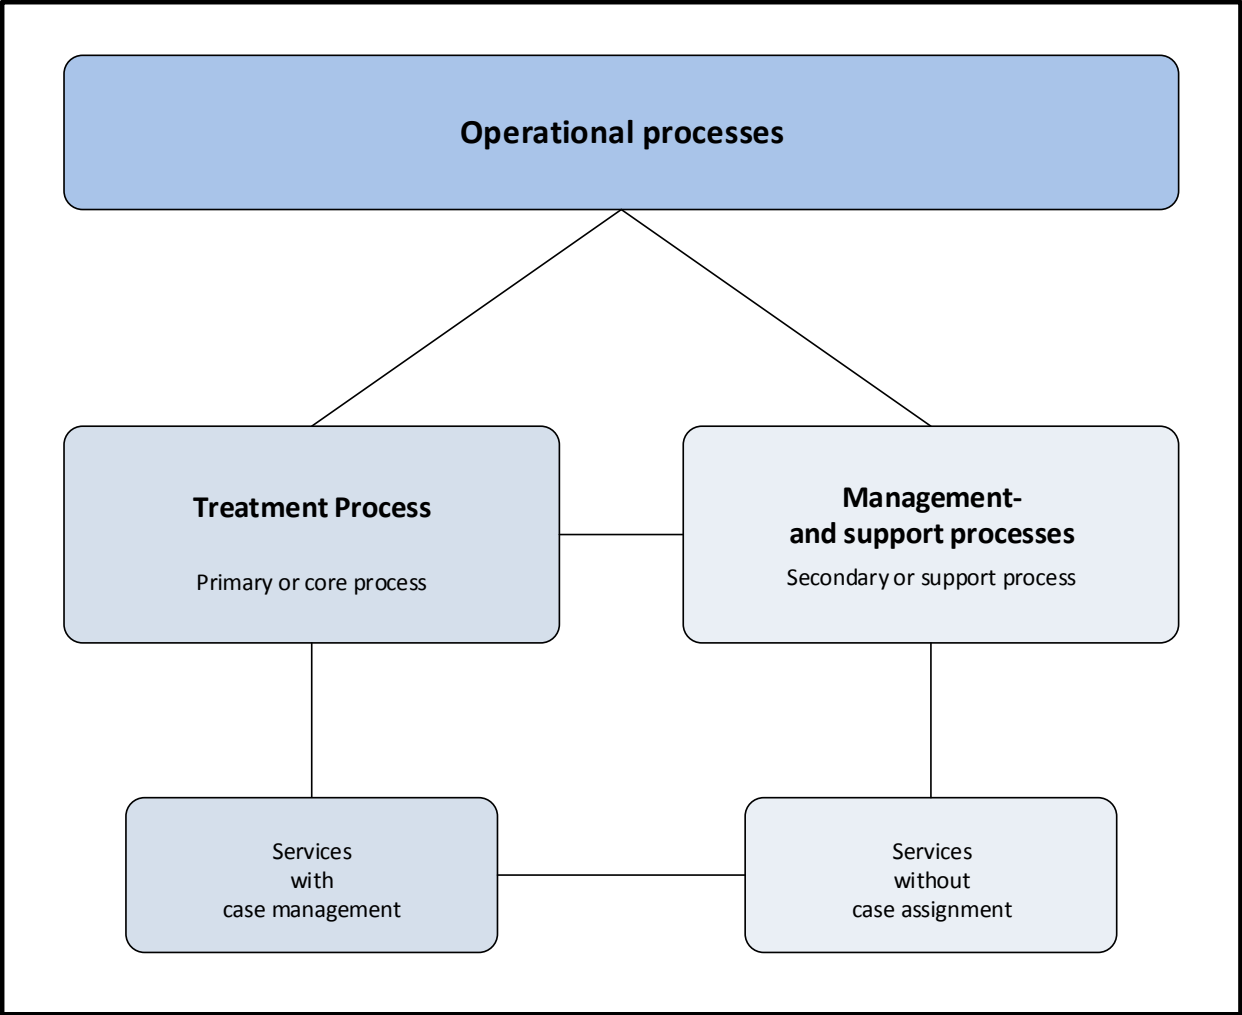 Operational processes
Treatment Process
Primary or core process
Management-
and support processes
Secondary or support process
Services
with
case management
Services
without
case assignment